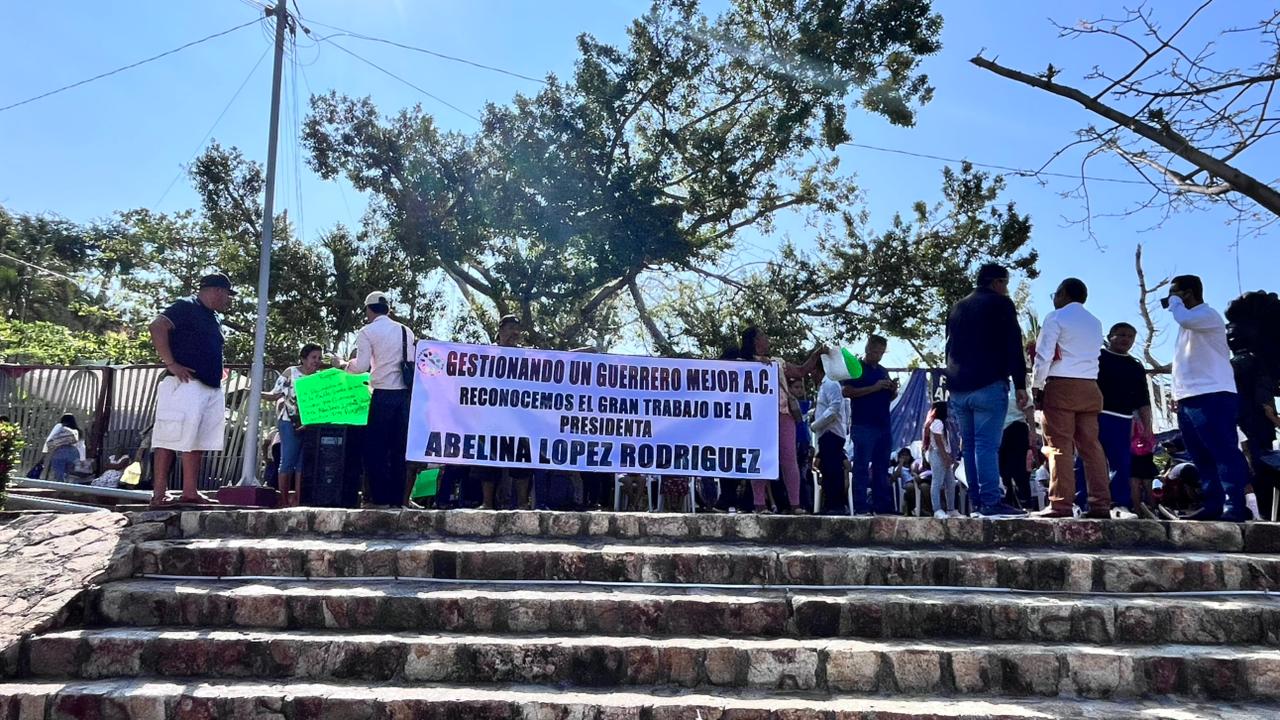 GESTIONANDO UN GUERRERO MEJOR A.C.
RECONOCEMOS EL GRAN TRABAJO DE LA
PRESIDENTA
ABELINA LOPEZ RODRIGUEZ